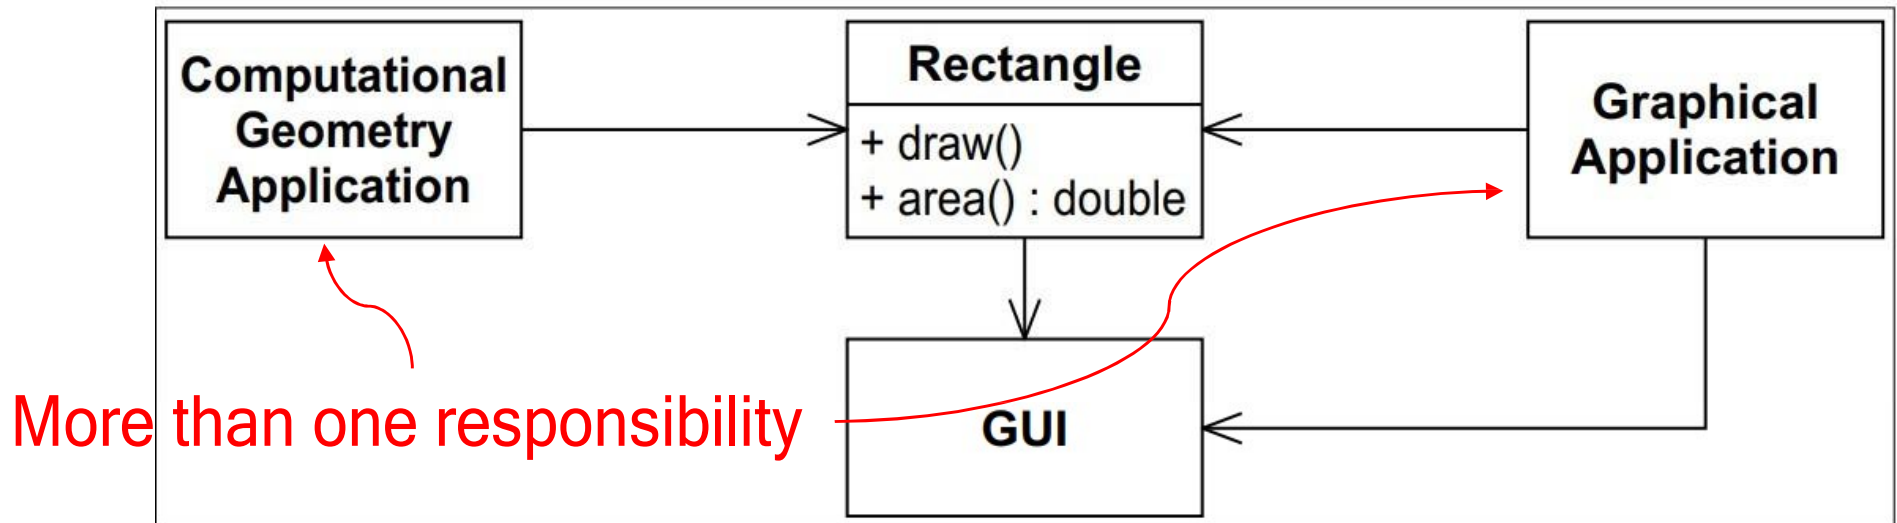 Computational
Geometry
Application
Rectangle
+ draw()
+ area() : double
Graphical
Application
More than one responsibility
GUI